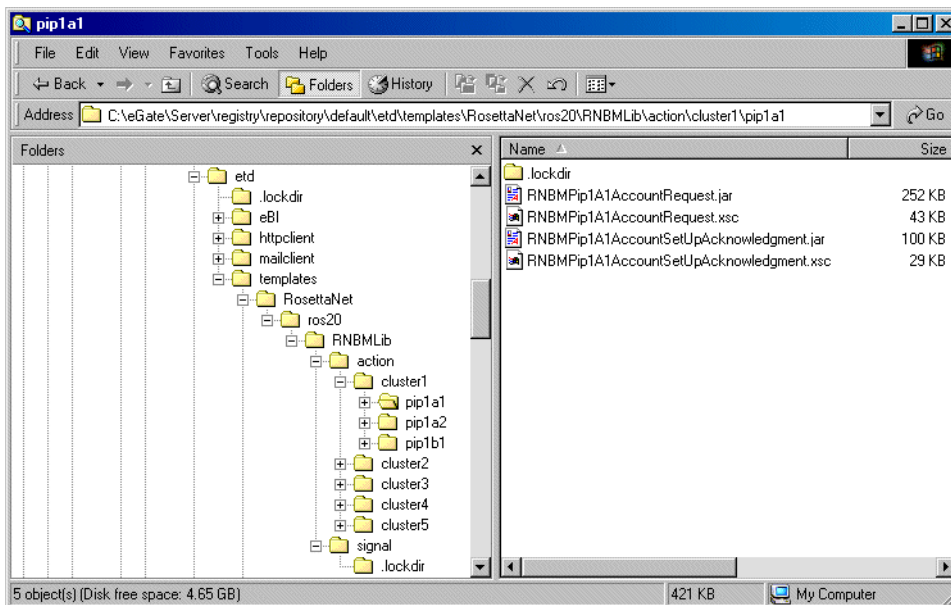 pip1a1
File Edit View Favorites Tools Help
Back Search Folders History
Address C:\eGate\Server\registry\repository\default\etd\templates\RosettaNet\ros20\RNBMLib\action\cluster1\pip1a1 Go
Folders
Name Size
etd
.lockdir
eBI
httpclient
mailclient
templates
RosettaNet
ros20
RNBMLib
action
cluster1
pip1a1
pip1a2
pip1b1
cluster2
cluster3
cluster4
cluster5
signal
.lockdir
.lockdir
RNBMPip1A1AccountRequest.jar 252 KB
RNBMPip1A1AccountRequest.xsc 43 KB
RNBMPip1A1AccountSetUpAcknowledgment.jar 100 KB
RNBMPip1A1AccountSetUpAcknowledgment.xsc 29 KB
5 object(s) (Disk free space: 4.65 GB) 421 KB My Computer